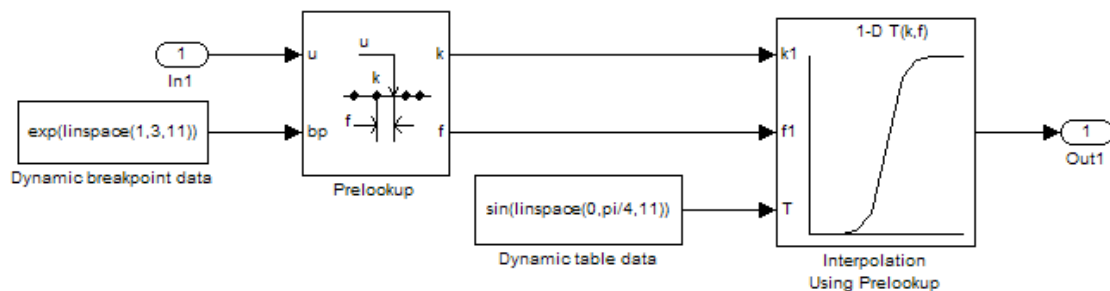 1
In1
exp(linspace(1,3,11))
Dynamic breakpoint data
u
bp
u
k
f
k
f
Prelookup
sin(linspace(0,pi/4,11))
Dynamic table data
1-D T(k,f)
k1
f1
T
Interpolation
Using Prelookup
1
Out1